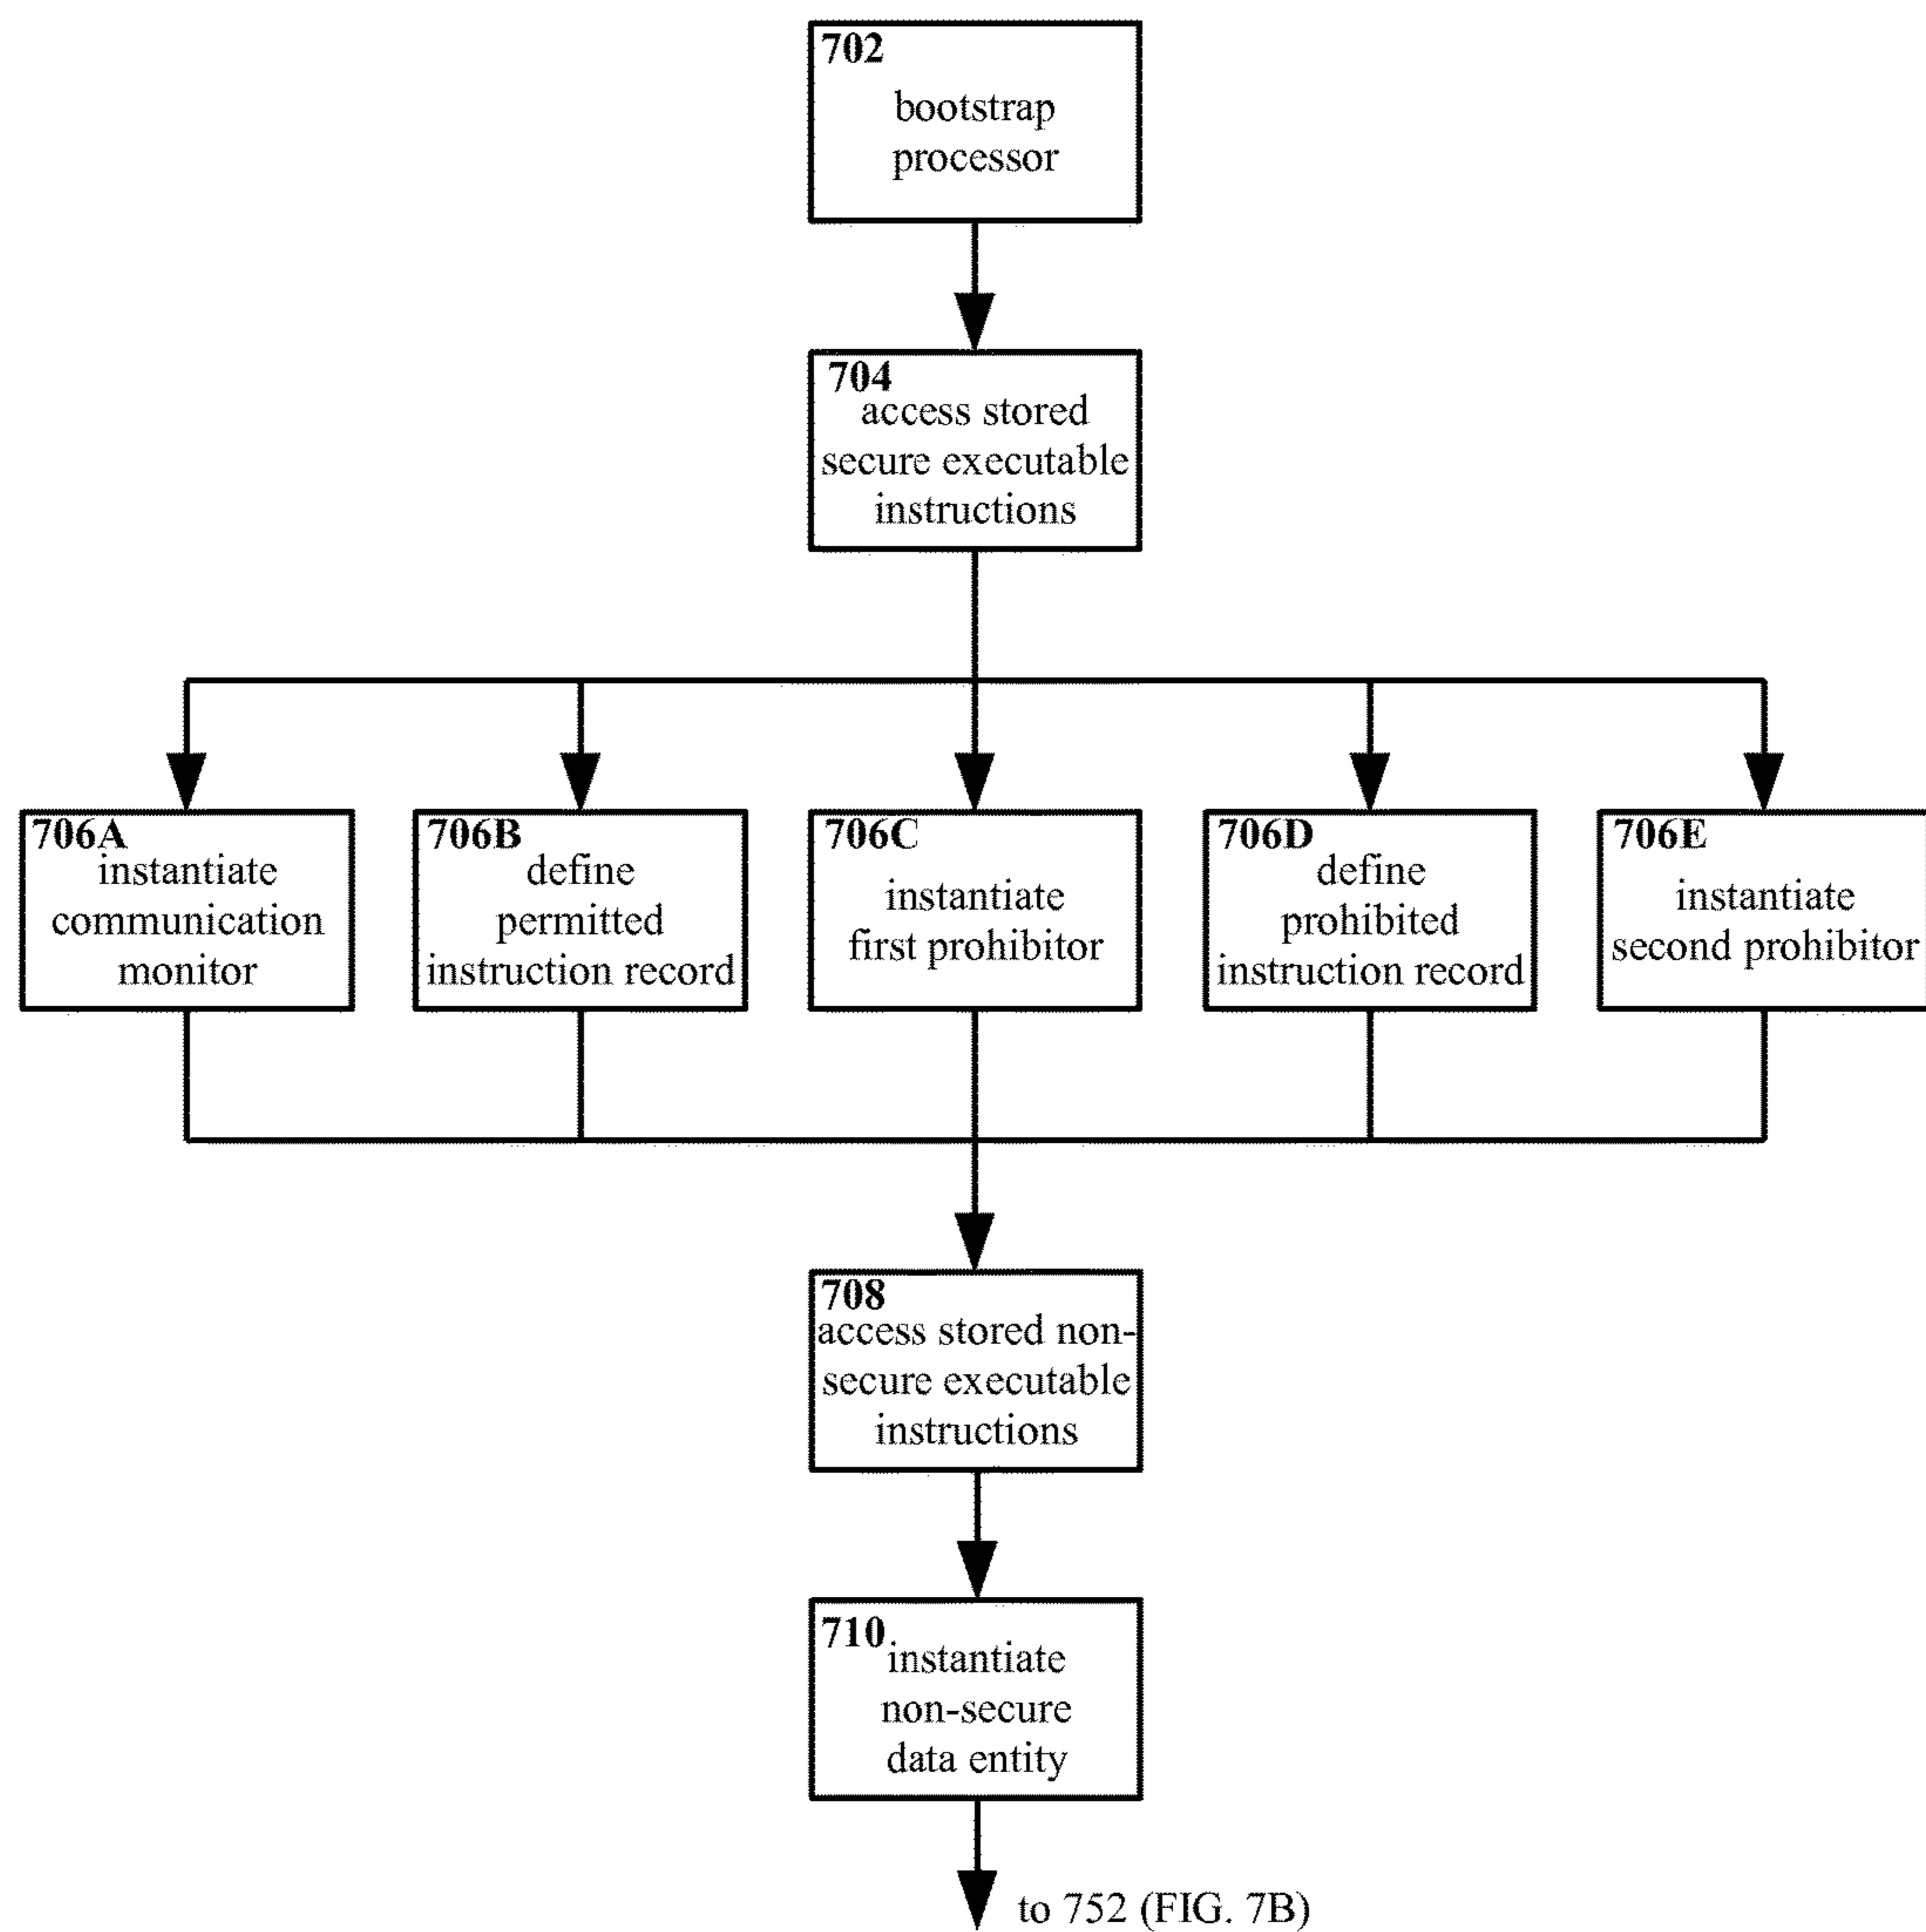 702
bootstrap
processor
704
access stored
secure executable
instructions
706A
instantiate
communication
monitor
706B
define
permitted
instruction record
706C
instantiate
first prohibitor
706D
define
prohibited
instruction record
706E
instantiate
second prohibitor
708
access stored non-
secure executable
instructions
710
instantiate
non-secure
data entity
to 752 (FIG. 7B)